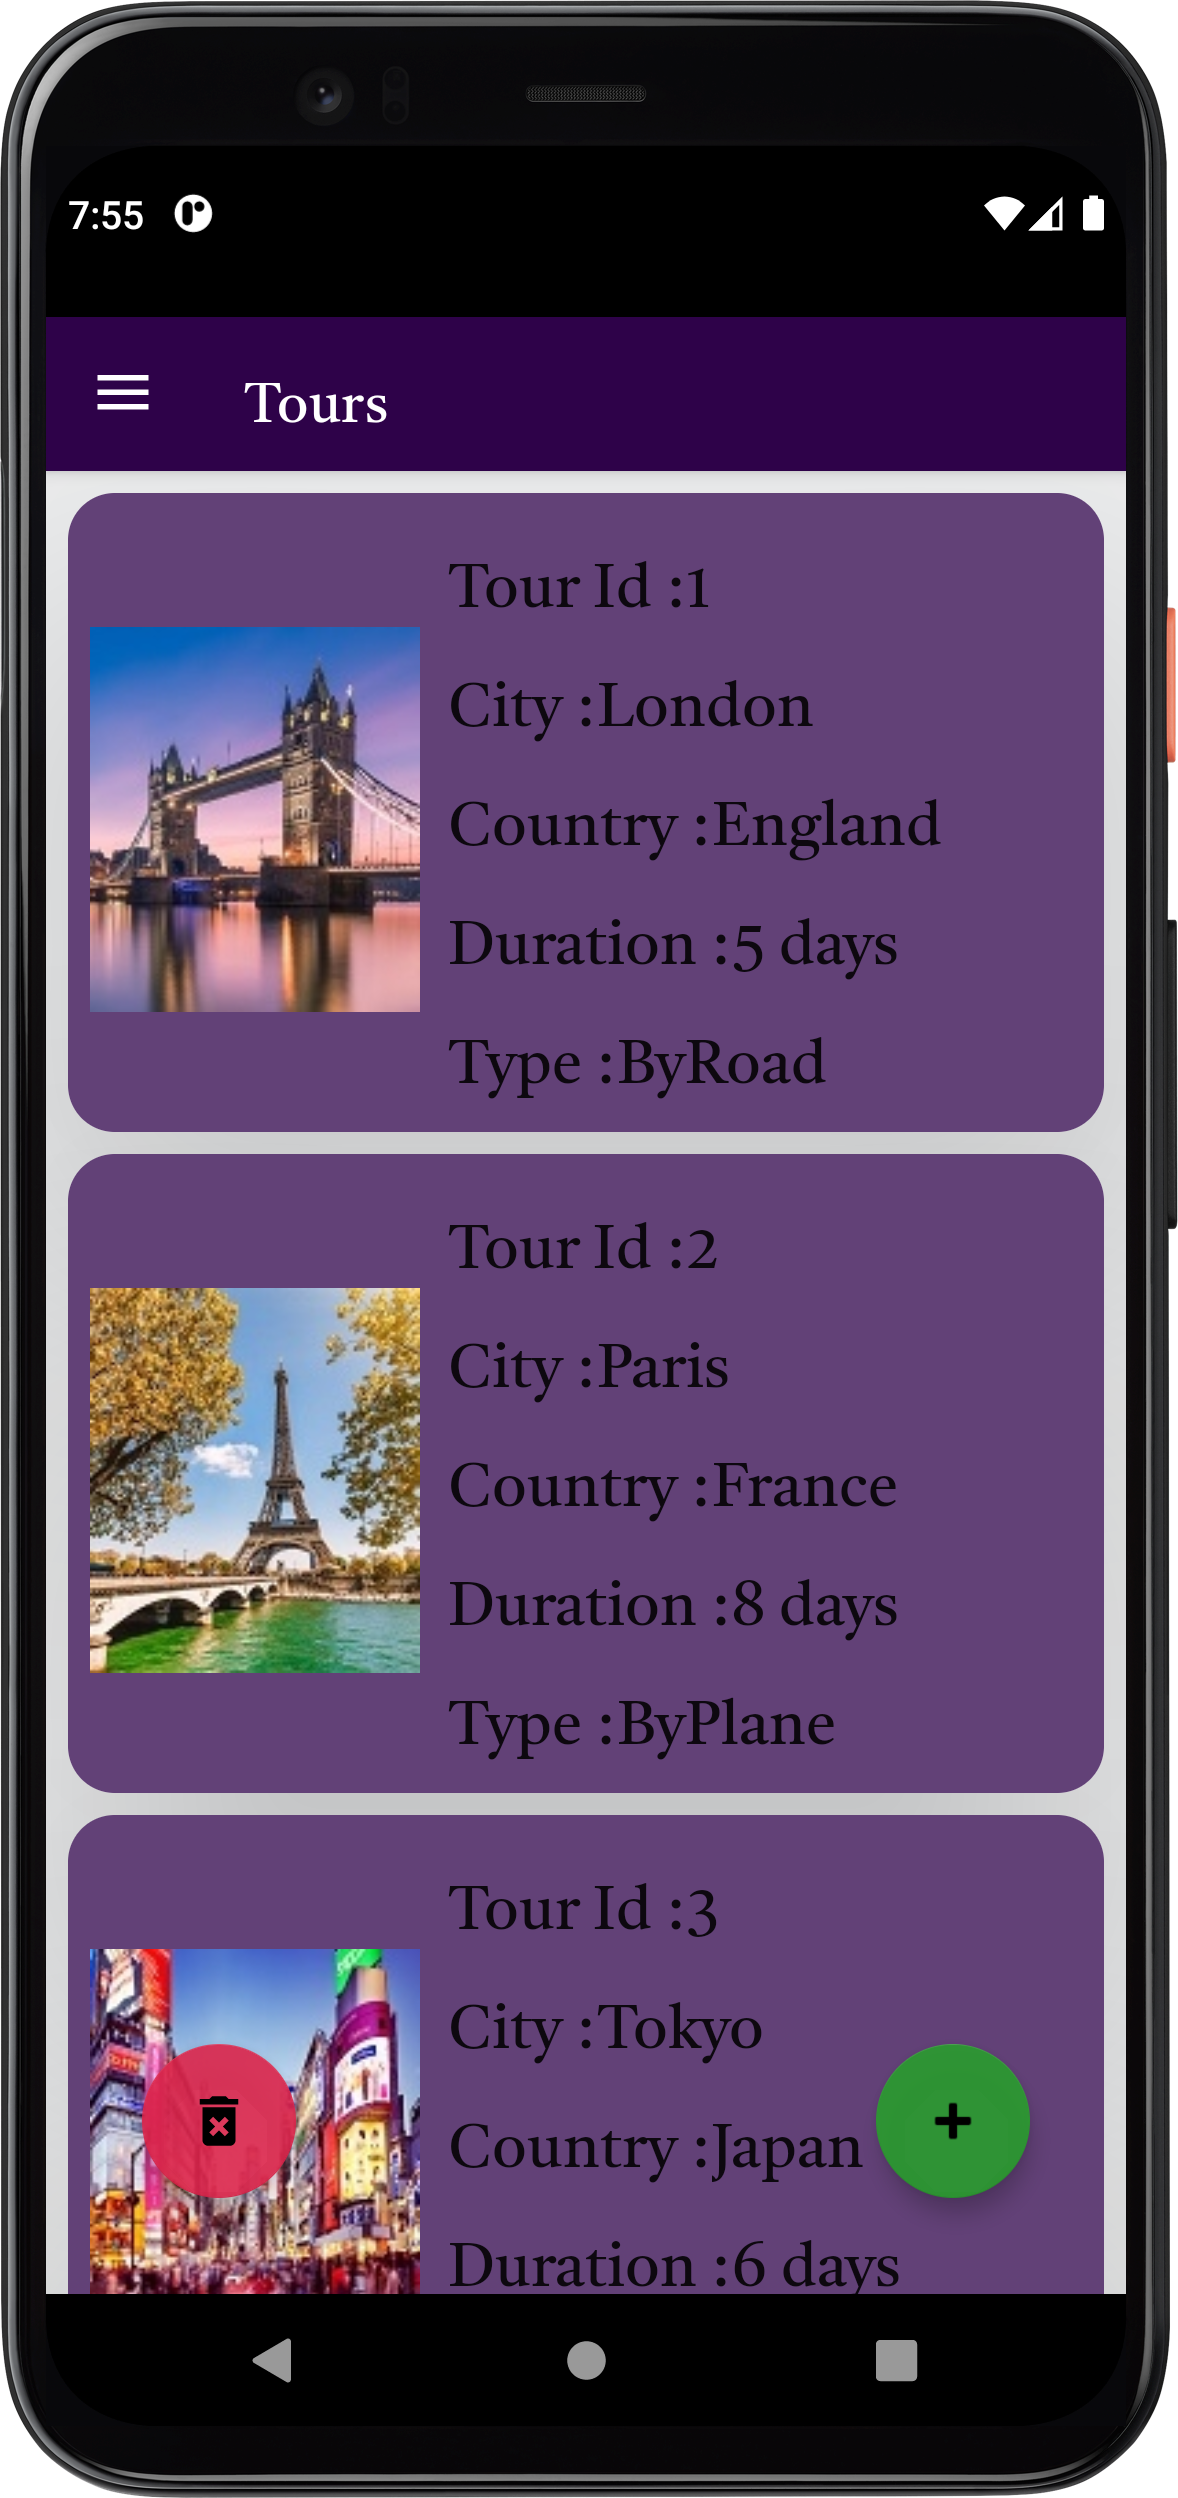 7:55
Tours
Tour Id :1
City :London
Country :England
Duration :5 days
Type :ByRoad
Tour Id :2
City :Paris
Country :France
Duration :8 days
Type :ByPlane
Tour Id :3
City :Tokyo
Country :Japan
Duration :6 days